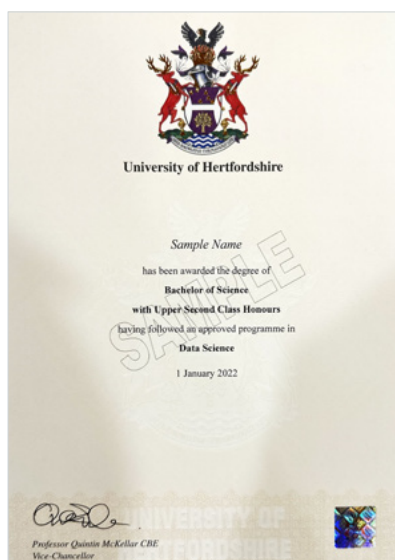 University of Hertfordshire
Sample Name
has been awarded the degree of
Bachelor of Science
with Upper Second Class Honours
having followed an approved programme in
Data Science
1 January 2022
SAMPLE
UNIVERSITY OF
HERTFORDSHIRE
Professor Quintin McKellar CBE
Vice-Chancellor